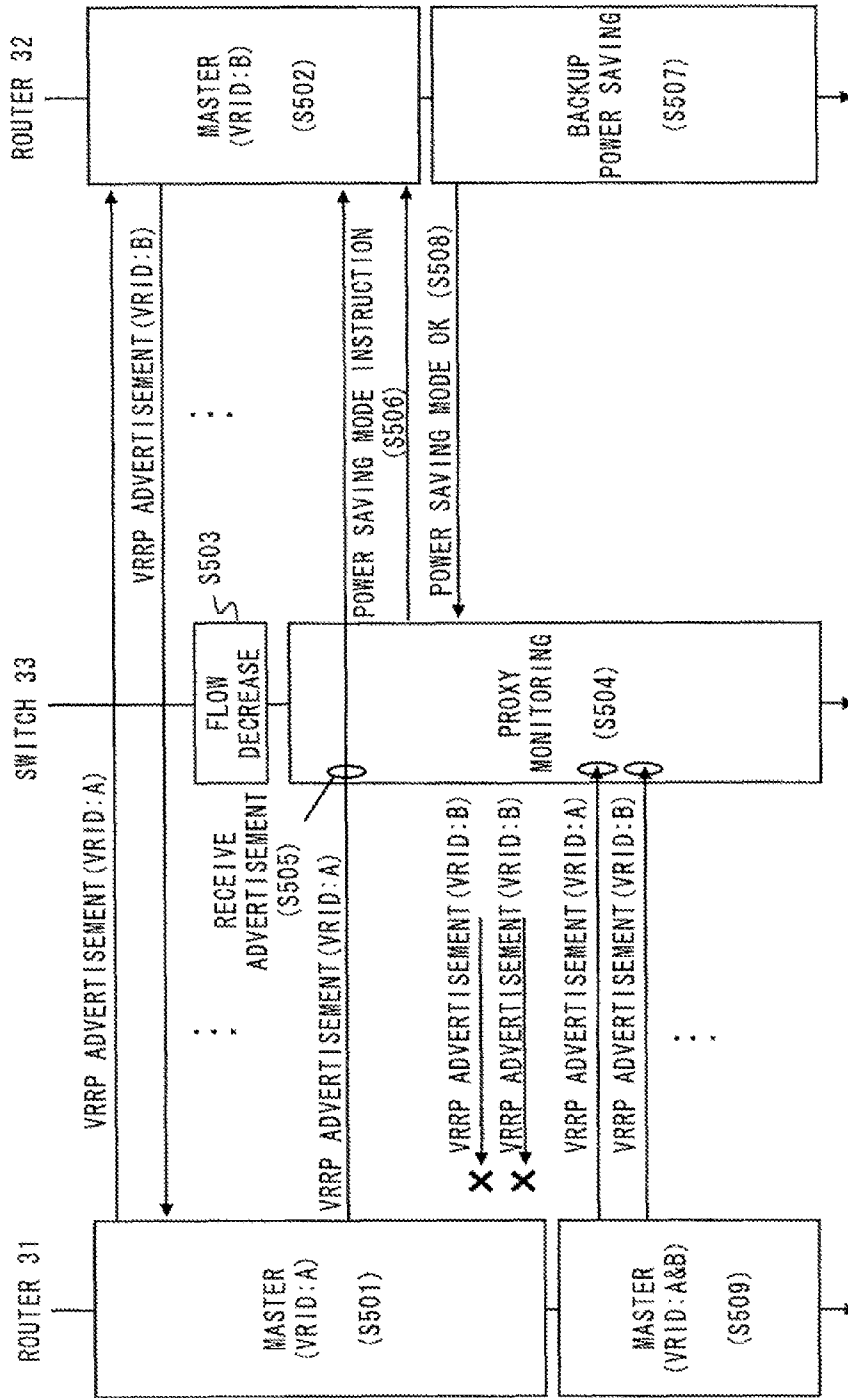 ROUTER 31
SWITCH 33
ROUTER 32
MASTER
(VRID:A)
(S501)
MASTER
(VRID:B)
(S502)
VRRP ADVERTISEMENT(VRID:A)
VRRP ADVERTISEMENT(VRID:B)
...
...
FLOW
DECREASE
S503
RECEIVE
ADVERTISEMENT
(S505)
VRRP ADVERTISEMENT(VRID:A)
PROXY
MONITORING
(S504)
POWER SAVING MODE INSTRUCTION
(S506)
POWER SAVING MODE OK (S508)
BACKUP
POWER SAVING
(S507)
VRRP ADVERTISEMENT(VRID:B)
VRRP ADVERTISEMENT(VRID:B)
VRRP ADVERTISEMENT(VRID:A)
VRRP ADVERTISEMENT(VRID:B)
...
MASTER
(VRID:A&B)
(S509)